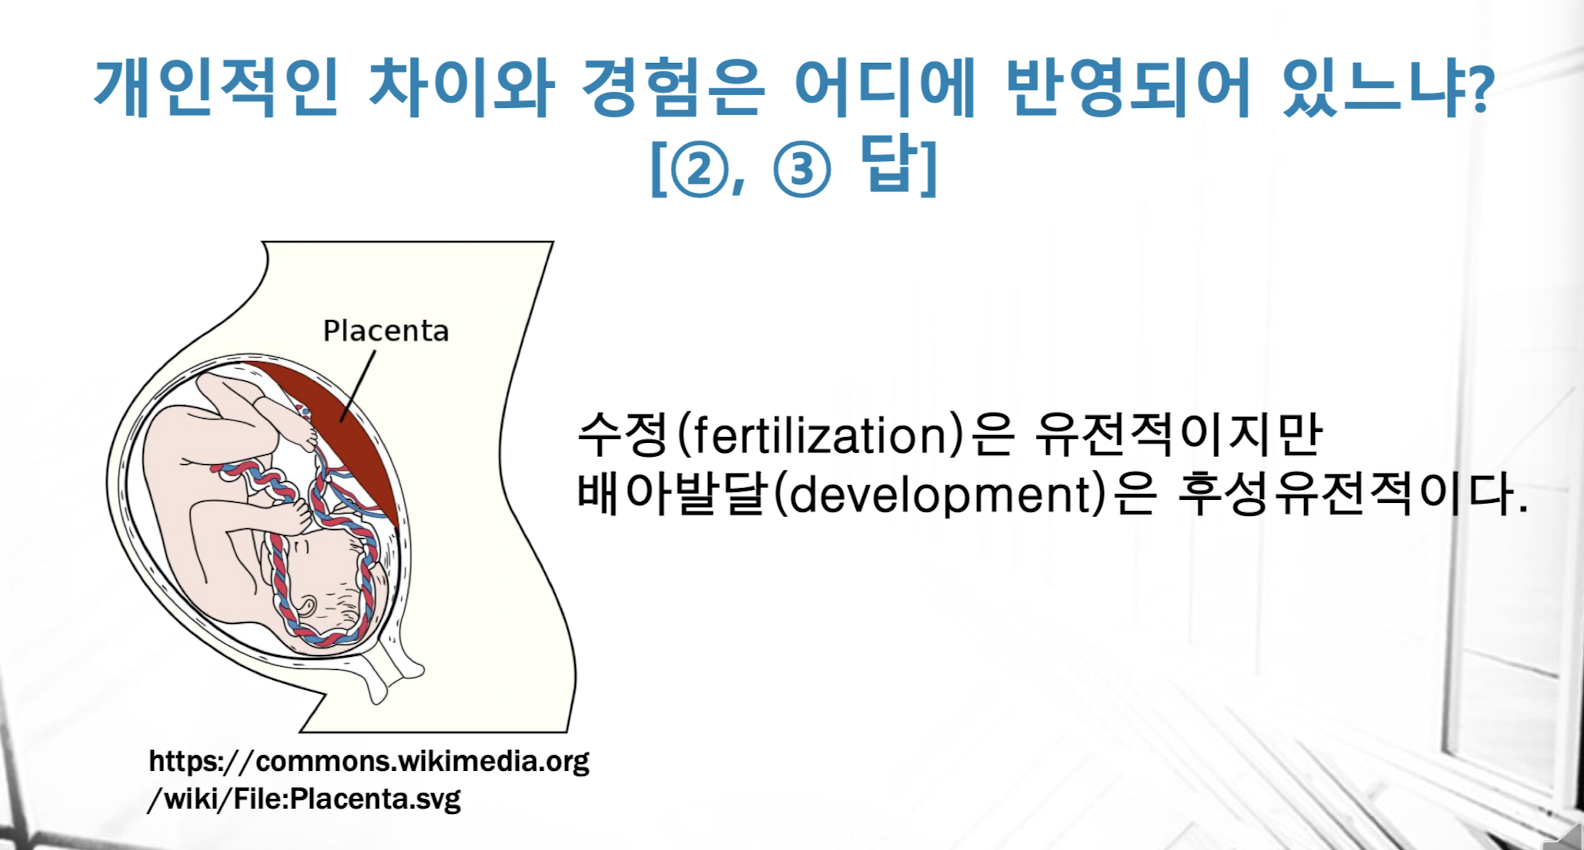 개인적인 차이와 경험은 어디에 반영되어 있느냐?
[②, ③ 답]
Placenta
수정(fertilization)은 유전적이지만
배아발달(development)은 후성유전적이다.
https://commons.wikimedia.org
/wiki/File:Placenta.svg